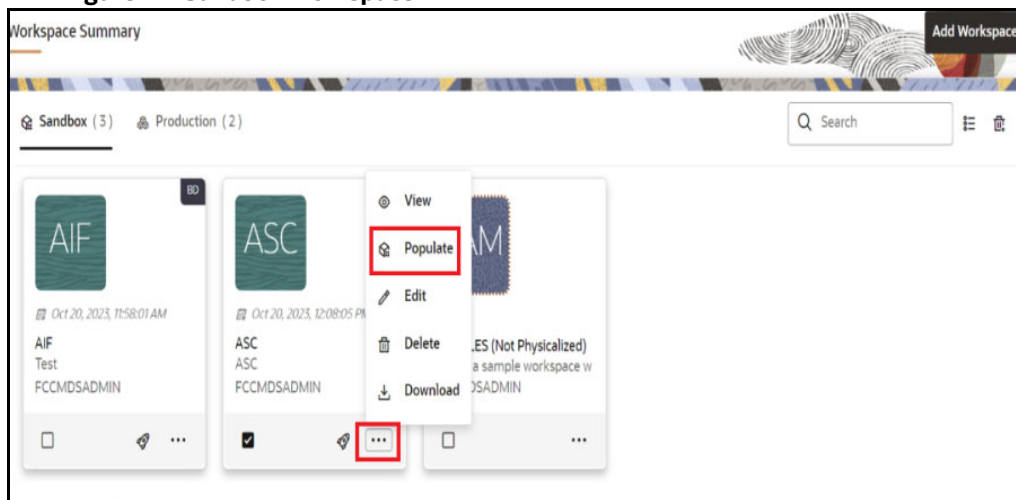 Workspace Summary
Add Workspace
Sandbox (3)
Production (2)
Search
BD
AIF
Oct 20, 2023, 11:58:01 AM
AIF
Test
FCCMDSADMIN
ASC
Oct 20, 2023, 12:08:05 PM
ASC
ASC
FCCMDSADMIN
View
Populate
Edit
Delete
Download
AM
LES (Not Physicalized)
a sample workspace w
DSADMIN